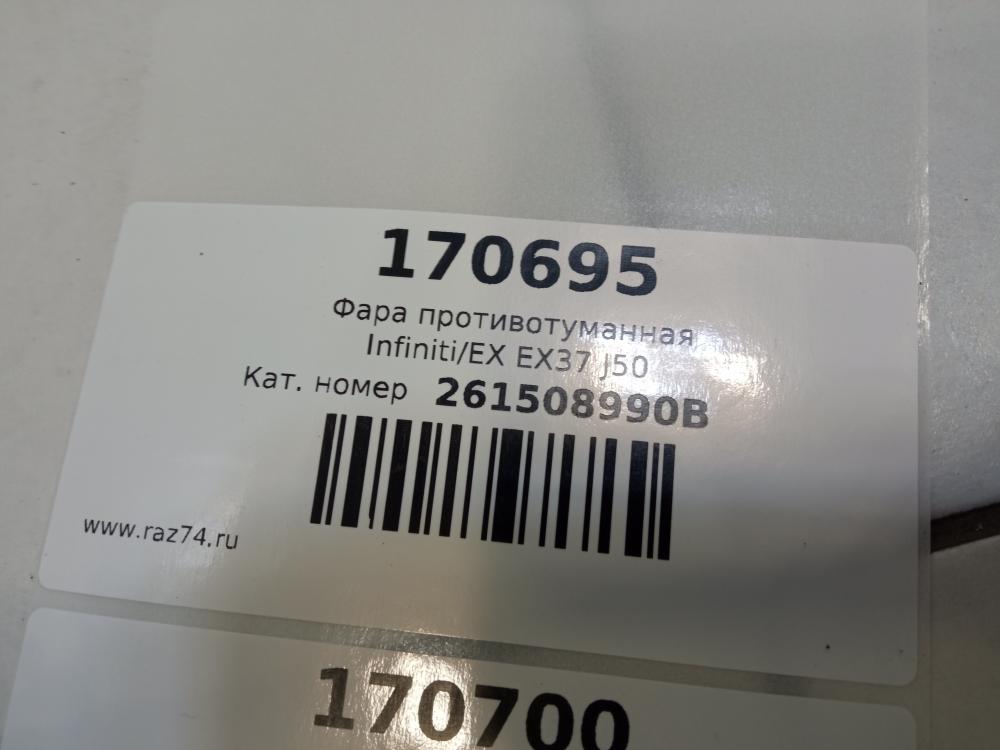 170695
Фара противотуманная
Infiniti/EX EX37 J50
Кат. номер 261508990B
www.raz74.ru
170700